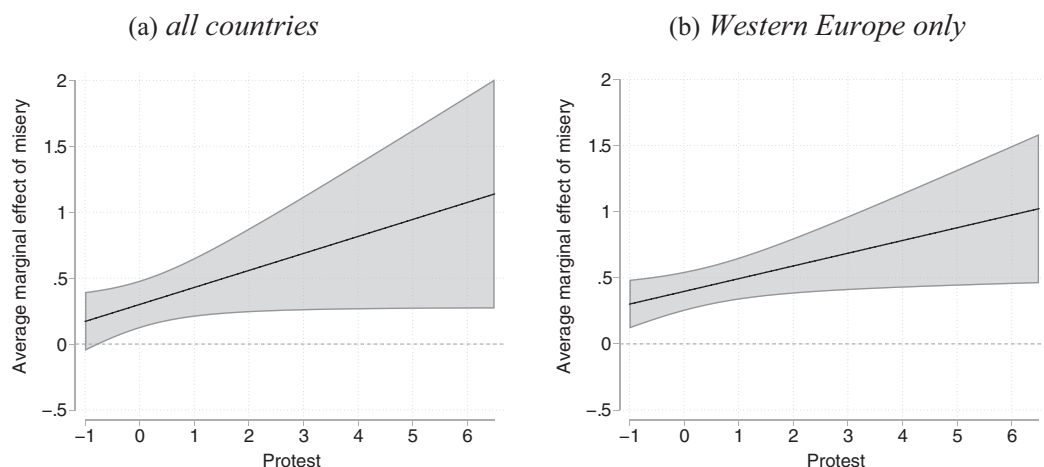 (a) all countries
Average marginal effect of misery
2
1.5
1
.5
0
-.5
−1 0 1 2 3 4 5 6
Protest
(b) Western Europe only
Average marginal effect of misery
2
1.5
1
.5
0
-.5
−1 0 1 2 3 4 5 6
Protest